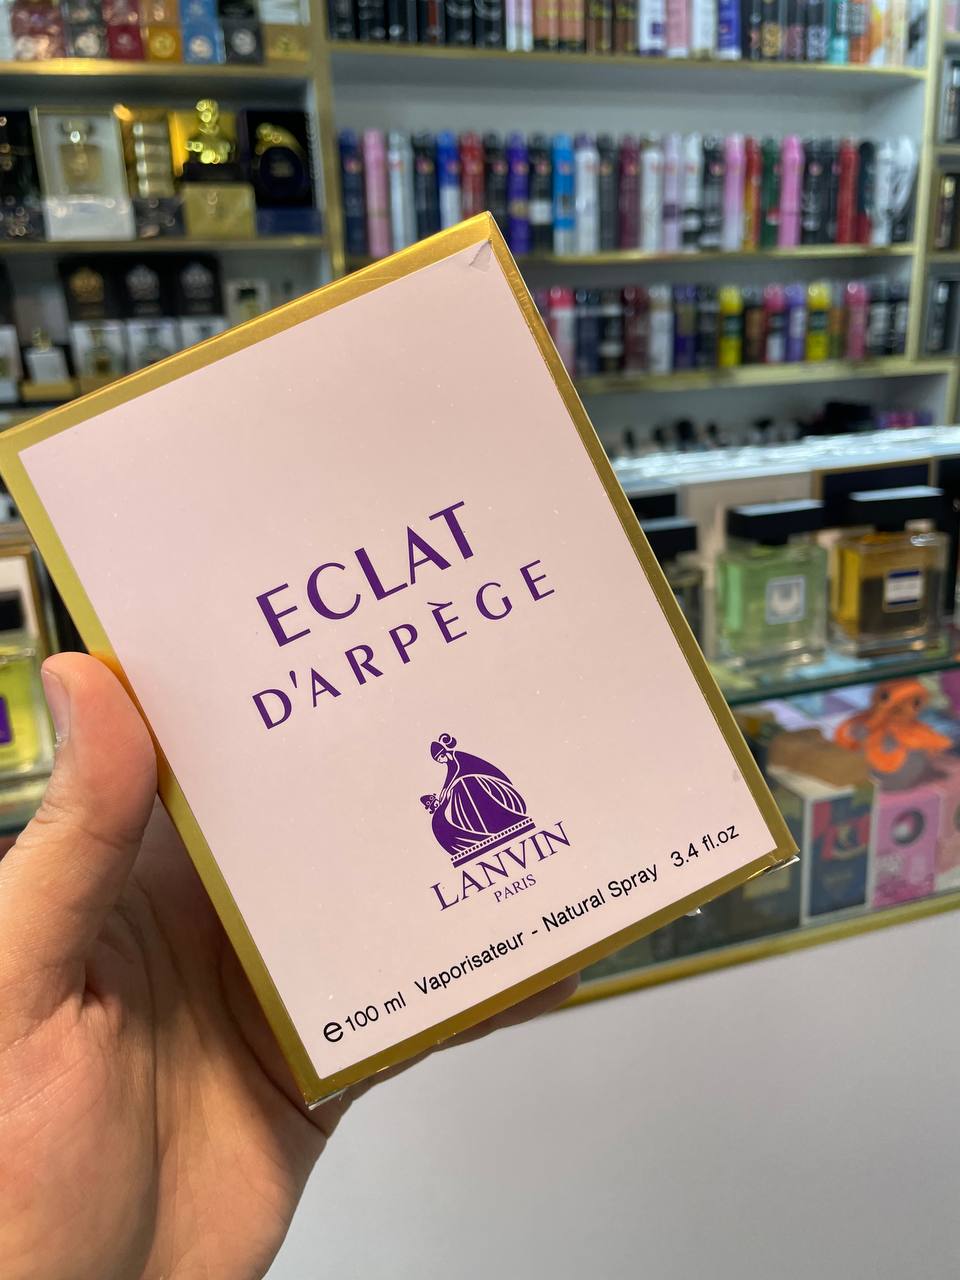 ECLAT
D'ARPÈGE
LANVIN
PARIS
℮100 ml Vaporisateur - Natural Spray 3.4 fl.oz